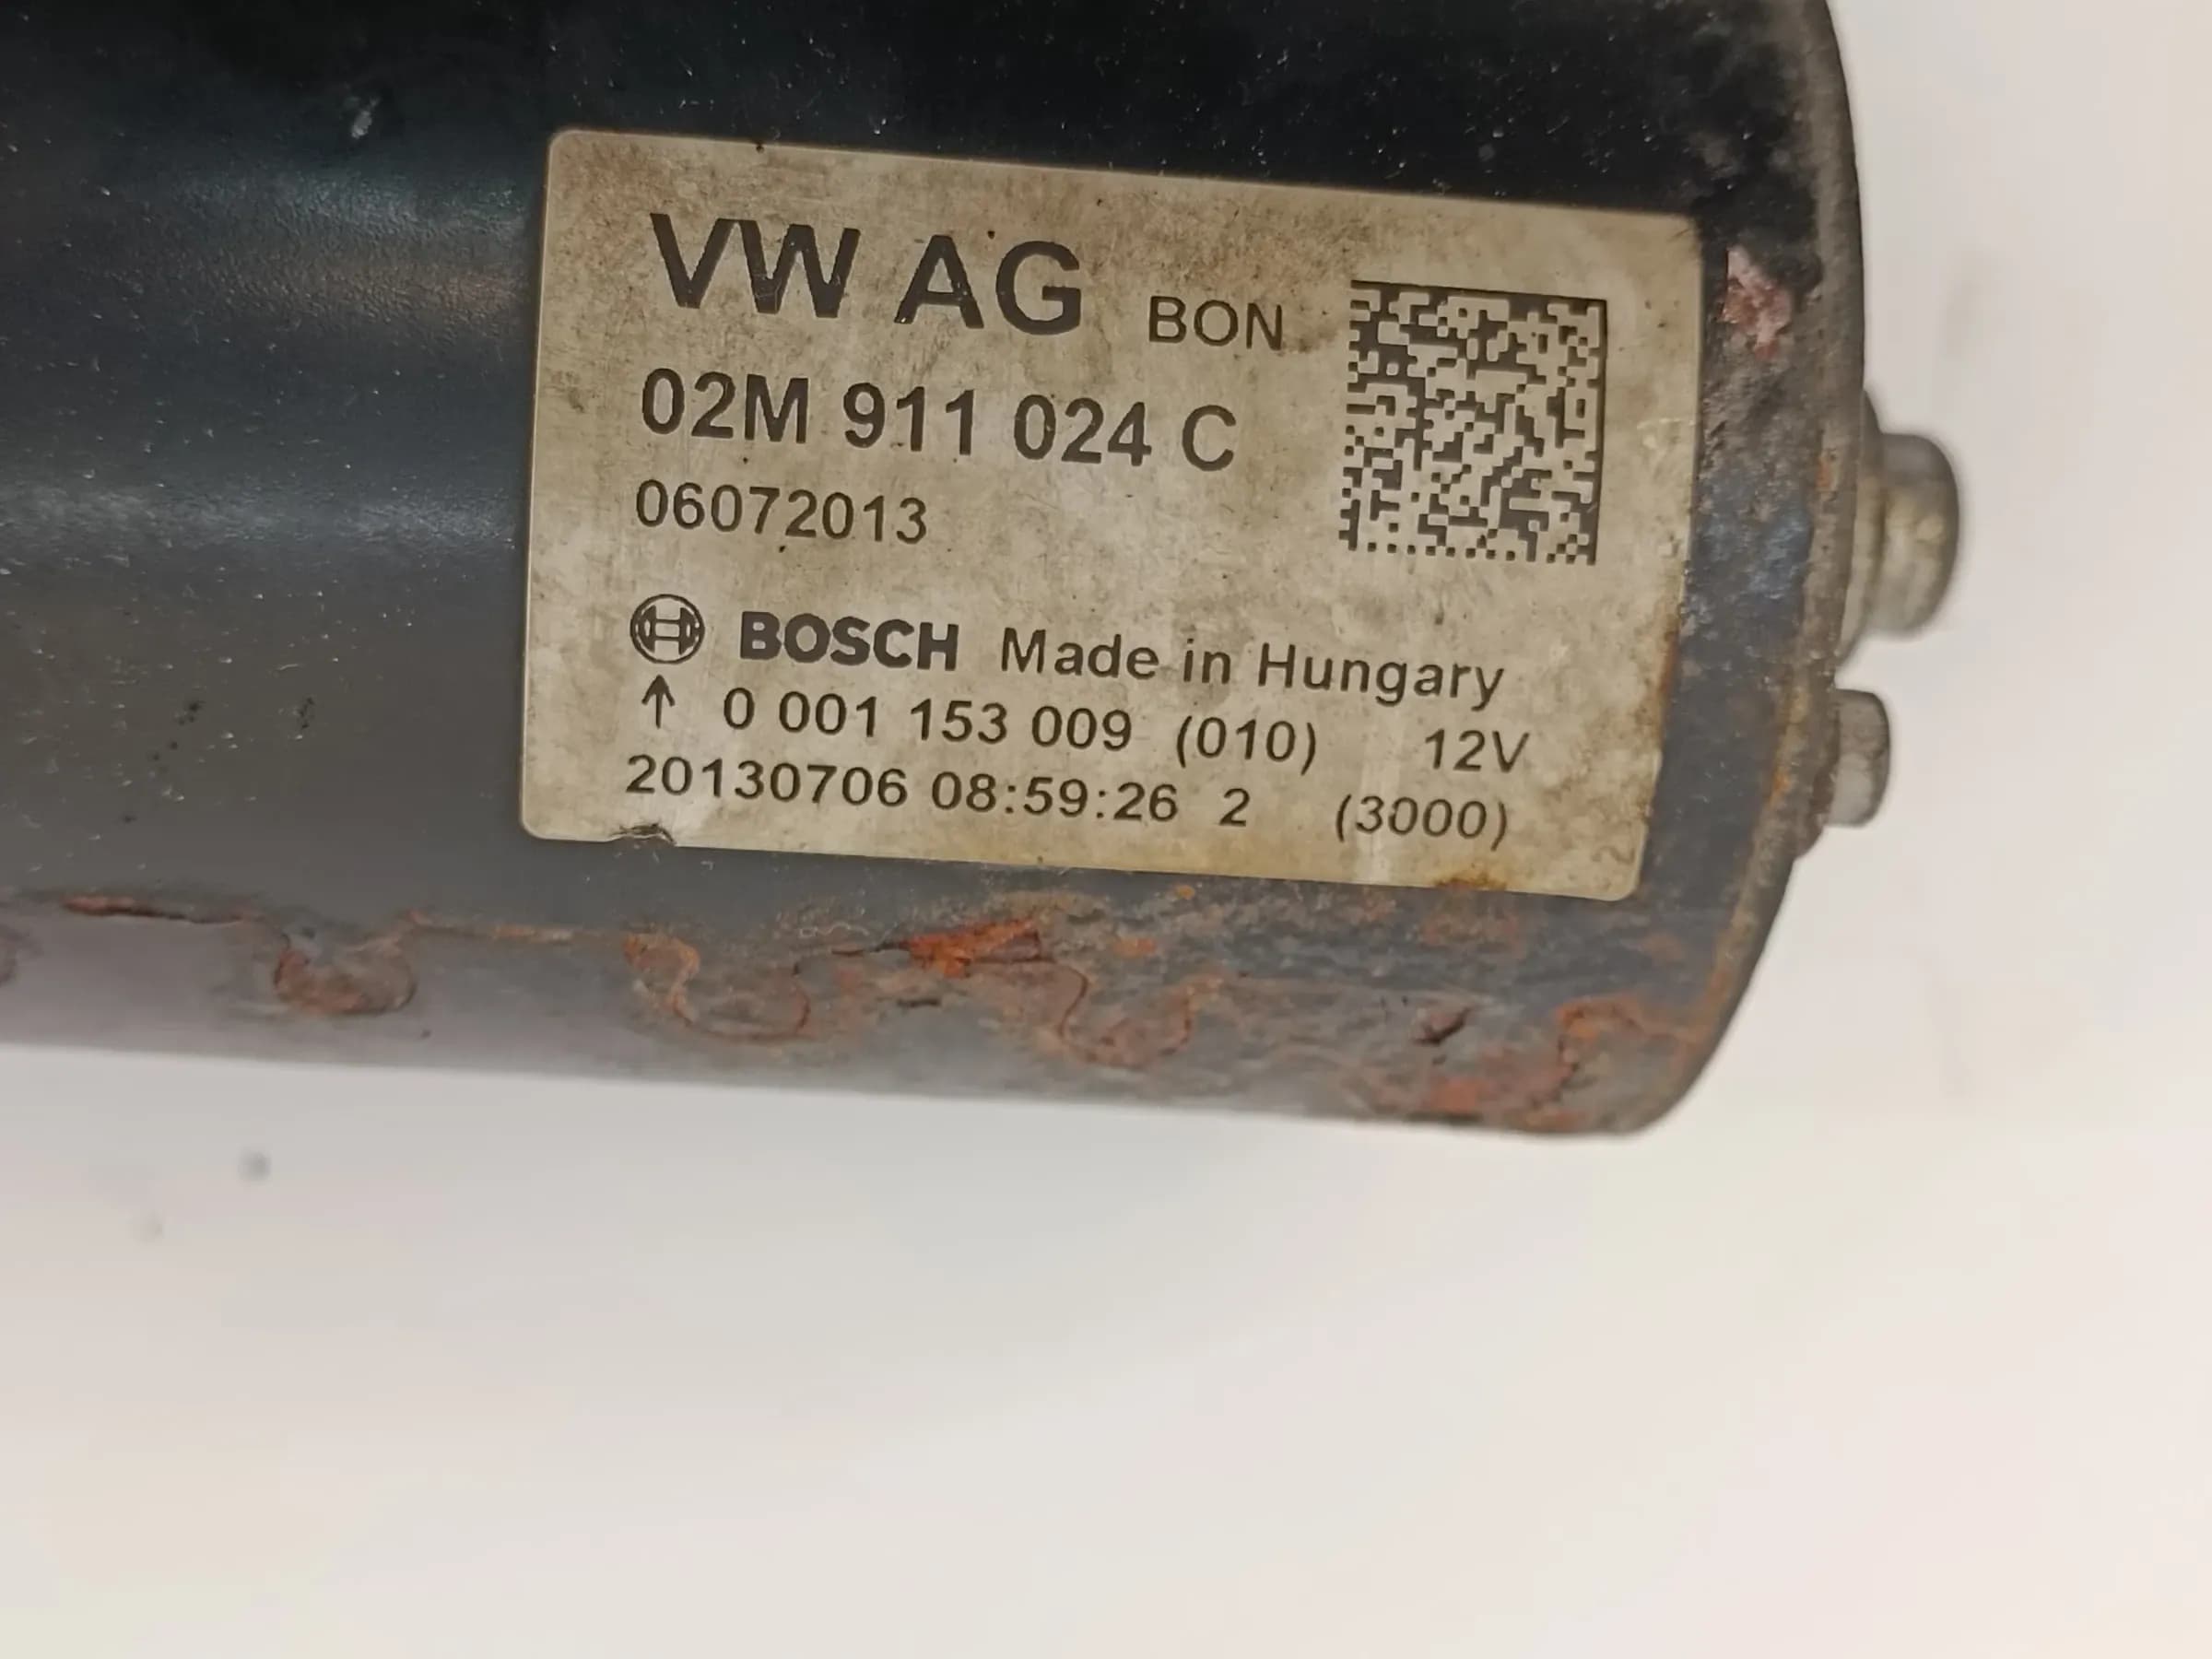 VW AG BON
02M 911 024 C
06072013
BOSCH Made in Hungary
↑ 0 001 153 009 (010) 12V
20130706 08:59:26 2 (3000)